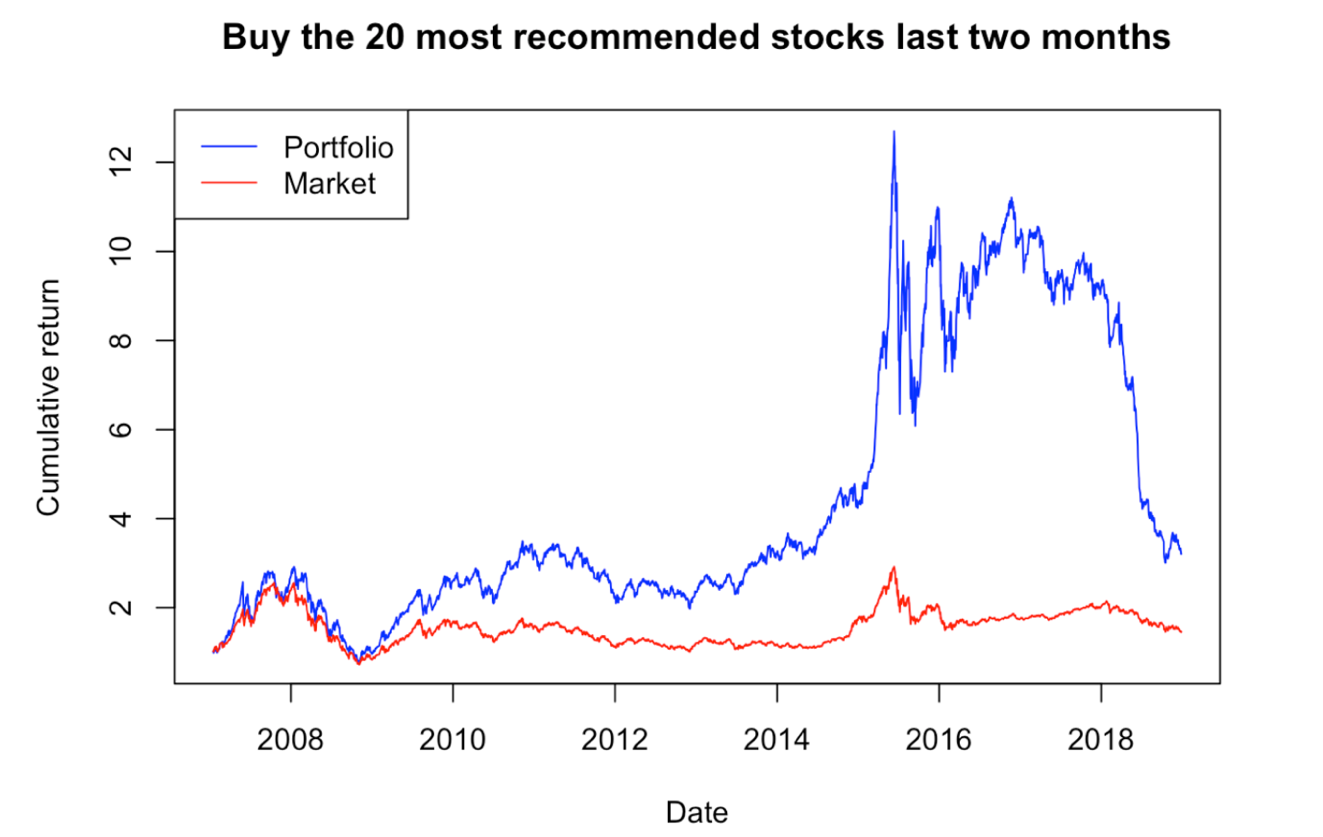 Buy the 20 most recommended stocks last two months
Portfolio
Market
Cumulative return
12
10
8
6
4
2
2008 2010 2012 2014 2016 2018
Date